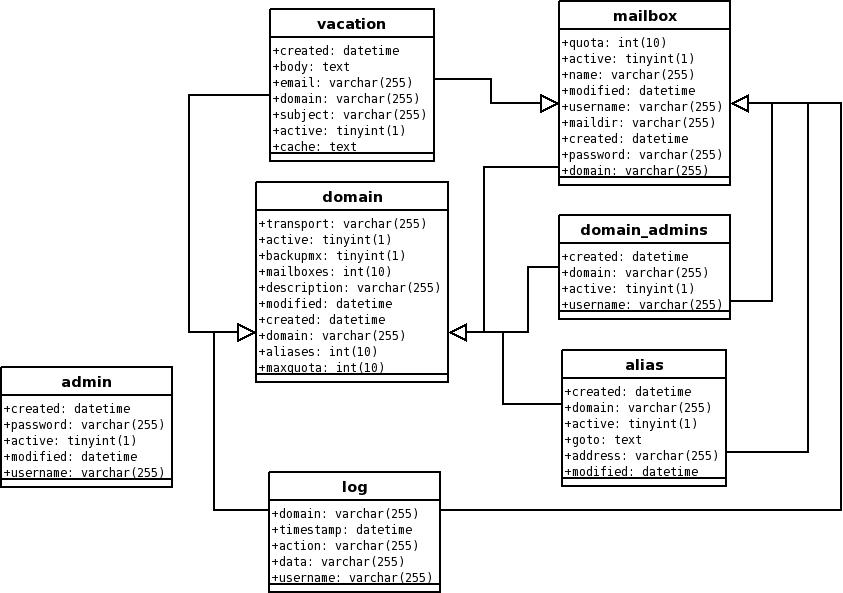 vacation
+created: datetime
+body: text
+email: varchar(255)
+domain: varchar(255)
+subject: varchar(255)
+active: tinyint(1)
+cache: text
mailbox
+quota: int(10)
+active: tinyint(1)
+name: varchar(255)
+modified: datetime
+username: varchar(255)
+maildir: varchar(255)
+created: datetime
+password: varchar(255)
+domain: varchar(255)
domain
+transport: varchar(255)
+active: tinyint(1)
+backupmx: tinyint(1)
+mailboxes: int(10)
+description: varchar(255)
+modified: datetime
+created: datetime
+domain: varchar(255)
+aliases: int(10)
+maxquota: int(10)
domain_admins
+created: datetime
+domain: varchar(255)
+active: tinyint(1)
+username: varchar(255)
admin
+created: datetime
+password: varchar(255)
+active: tinyint(1)
+modified: datetime
+username: varchar(255)
alias
+created: datetime
+domain: varchar(255)
+active: tinyint(1)
+goto: text
+address: varchar(255)
+modified: datetime
log
+domain: varchar(255)
+timestamp: datetime
+action: varchar(255)
+data: varchar(255)
+username: varchar(255)